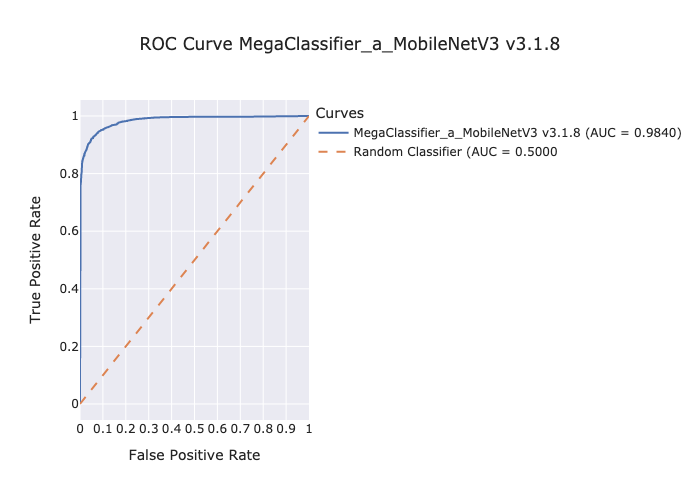 ROC Curve MegaClassifier_a_MobileNetV3 v3.1.8
Curves
MegaClassifier_a_MobileNetV3 v3.1.8 (AUC = 0.9840)
Random Classifier (AUC = 0.5000
True Positive Rate
1
0.8
0.6
0.4
0.2
0
0 0.1 0.2 0.3 0.4 0.5 0.6 0.7 0.8 0.9 1
False Positive Rate